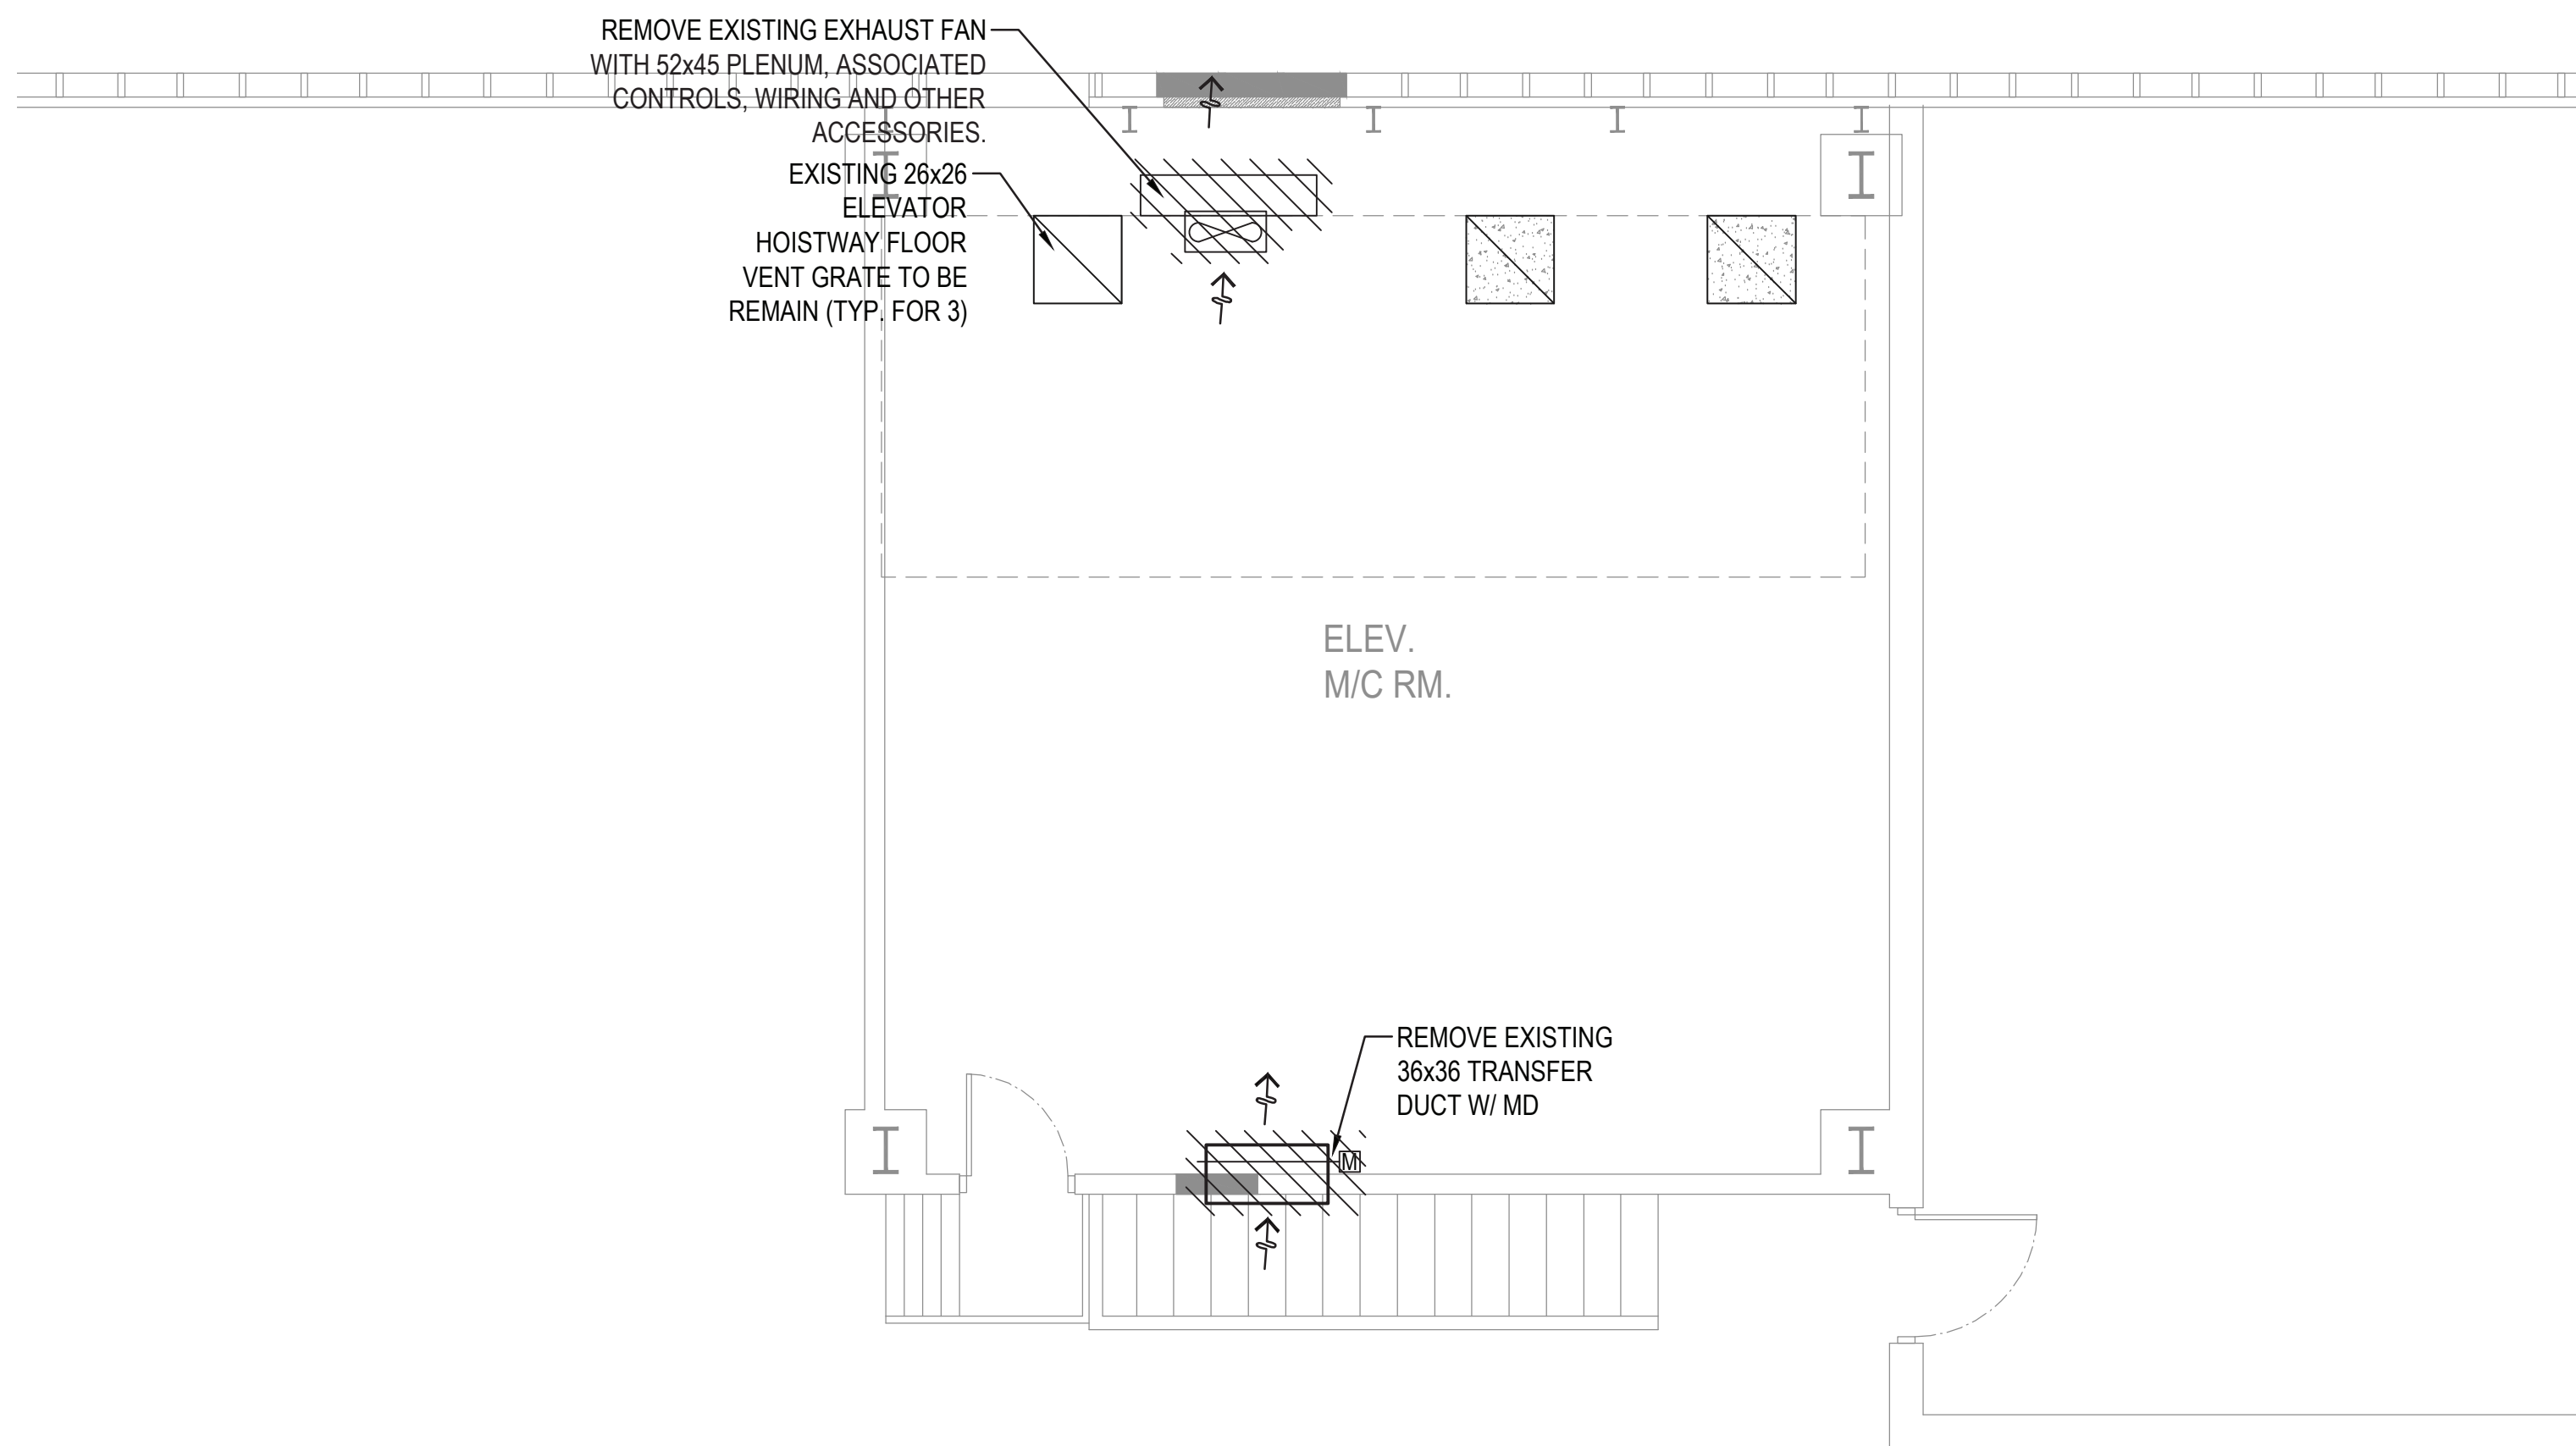 REMOVE EXISTING EXHAUST FAN
WITH 52x45 PLENUM, ASSOCIATED
CONTROLS, WIRING AND OTHER
ACCESSORIES.
EXISTING 26x26
ELEVATOR
HOISTWAY FLOOR
VENT GRATE TO BE
REMAIN (TYP. FOR 3)
ELEV.
M/C RM.
REMOVE EXISTING
36x36 TRANSFER
DUCT W/ MD
M